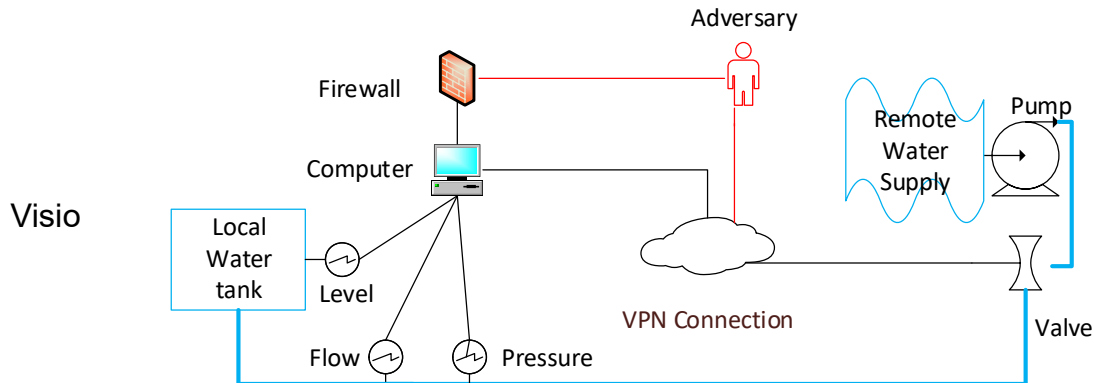 Adversary
Firewall
Pump
Remote
Water
Supply
Computer
Visio
Local
Water
tank
Level
VPN Connection
Valve
Flow
Pressure